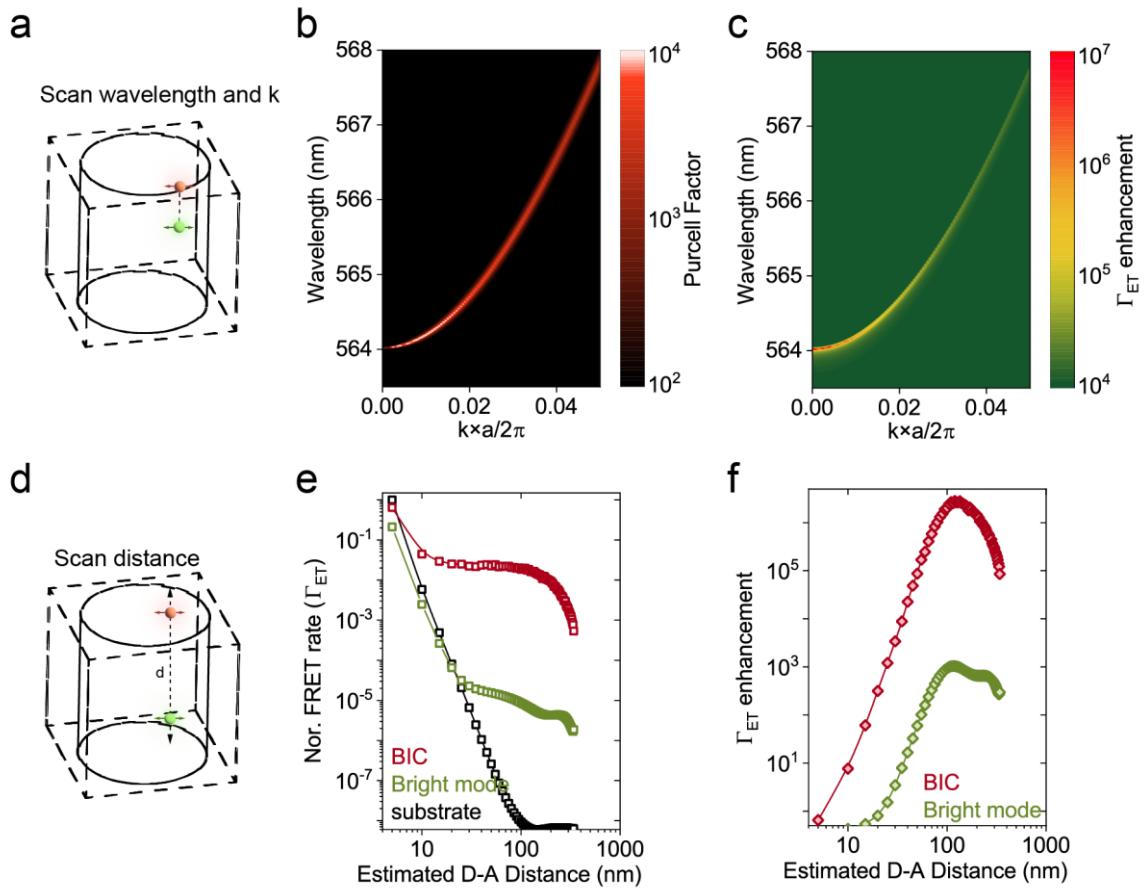 a
Scan wavelength and k
b
568
567
566
565
564
Wavelength (nm)
0.00
0.02
0.04
k×a/2π
10⁴
10³
10²
Purcell Factor
c
568
567
566
565
564
Wavelength (nm)
0.00
0.02
0.04
k×a/2π
10⁷
10⁶
10⁵
10⁴
Γ_ET enhancement
d
Scan distance
d
e
Nor. FRET rate (Γ_ET)
10⁻¹
10⁻³
10⁻⁵
10⁻⁷
BIC
Bright mode
substrate
10
100
1000
Estimated D-A Distance (nm)
f
Γ_ET enhancement
10⁵
10³
10¹
BIC
Bright mode
10
100
1000
Estimated D-A Distance (nm)